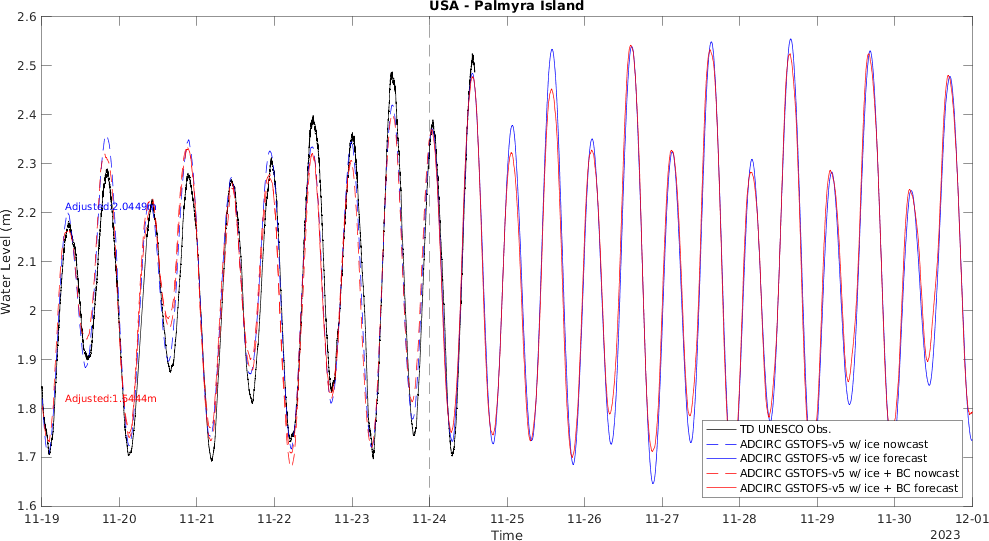 USA - Palmyra Island
2.6
2.5
2.4
2.3
2.2
2.1
2
1.9
1.8
1.7
1.6
Water Level (m)
Adjusted:2.0449m
Adjusted:1.6444m
TD UNESCO Obs.
ADCIRC GSTOFS-v5 w/ ice nowcast
ADCIRC GSTOFS-v5 w/ ice forecast
ADCIRC GSTOFS-v5 w/ ice + BC nowcast
ADCIRC GSTOFS-v5 w/ ice + BC forecast
11-19 11-20 11-21 11-22 11-23 11-24 11-25 11-26 11-27 11-28 11-29 11-30 12-01
Time
2023